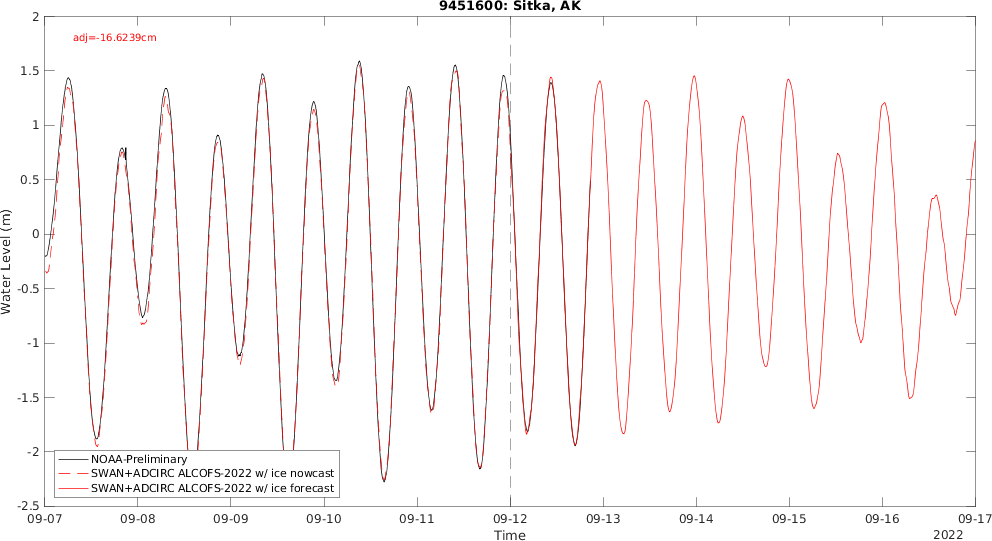 9451600: Sitka, AK
adj=-16.6239cm
2
1.5
1
0.5
0
-0.5
-1
-1.5
-2
-2.5
Water Level (m)
NOAA-Preliminary
SWAN+ADCIRC ALCOFS-2022 w/ ice nowcast
SWAN+ADCIRC ALCOFS-2022 w/ ice forecast
09-07 09-08 09-09 09-10 09-11 09-12 09-13 09-14 09-15 09-16 09-17
Time
2022